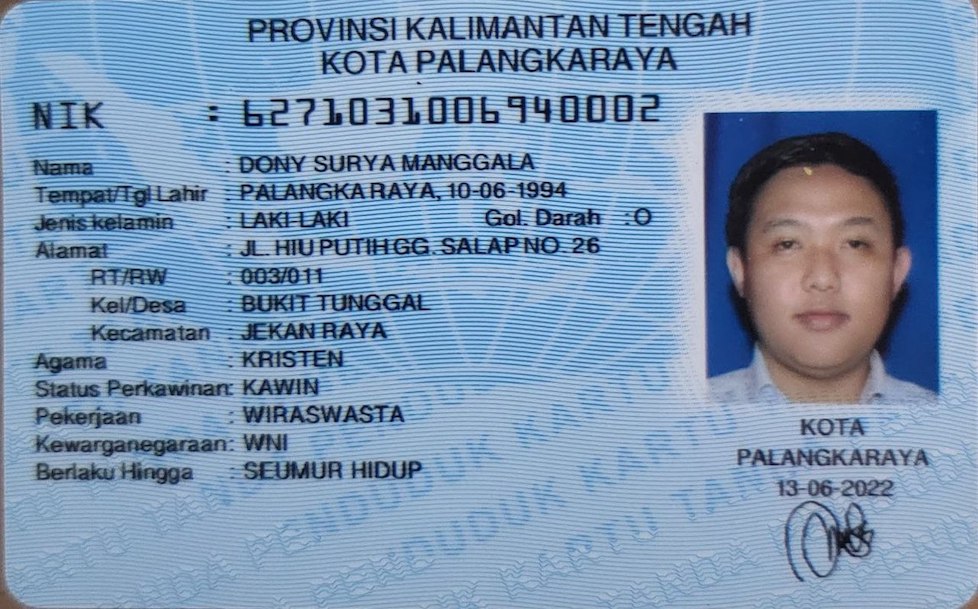 PROVINSI KALIMANTAN TENGAH
KOTA PALANGKARAYA
NIK : 6271031006940002
Nama : DONY SURYA MANGGALA
Tempat/Tgl Lahir : PALANGKA RAYA, 10-06-1994
Jenis kelamin : LAKI-LAKI Gol. Darah : O
Alamat : JL. HIU PUTIH GG. SALAP NO. 26
RT/RW : 003/011
Kel/Desa : BUKIT TUNGGAL
Kecamatan : JEKAN RAYA
Agama : KRISTEN
Status Perkawinan: KAWIN
Pekerjaan : WIRASWASTA
Kewarganegaraan: WNI
Berlaku Hingga : SEUMUR HIDUP
KOTA
PALANGKARAYA
13-06-2022